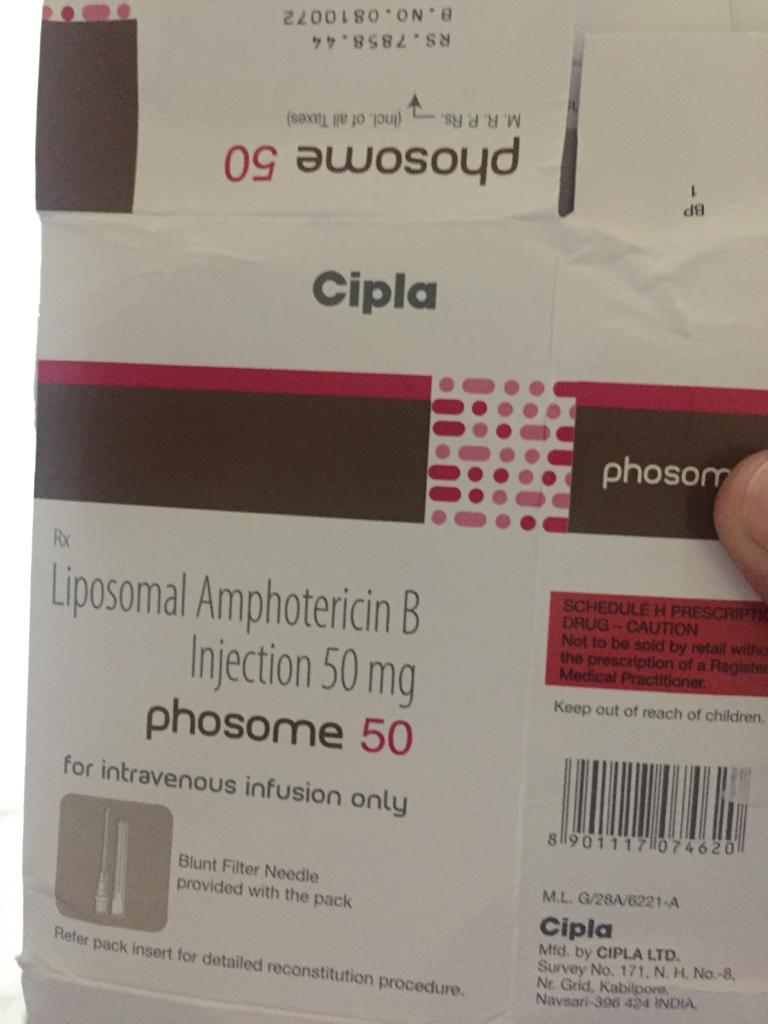 B. NO. 0810072
RS. 7858.44
M. R. P. Rs. (Incl. of all Taxes)
phosome 50
BP
1
Cipla
phosom
Rx
Liposomal Amphotericin B
Injection 50 mg
phosome 50
for intravenous infusion only
Blunt Filter Needle
provided with the pack
Refer pack insert for detailed reconstitution procedure.
SCHEDULE H PRESCRIPTI
DRUG – CAUTION
Not to be sold by retail witho
the prescription of a Register
Medical Practitioner.
Keep out of reach of children.
8 901117 074620
M.L. G/28A/6221-A
Cipla
Mfd. by CIPLA LTD.
Survey No. 171, N. H. No.-8,
Nr. Grid, Kabilpore,
Navsari-396 424 INDIA.